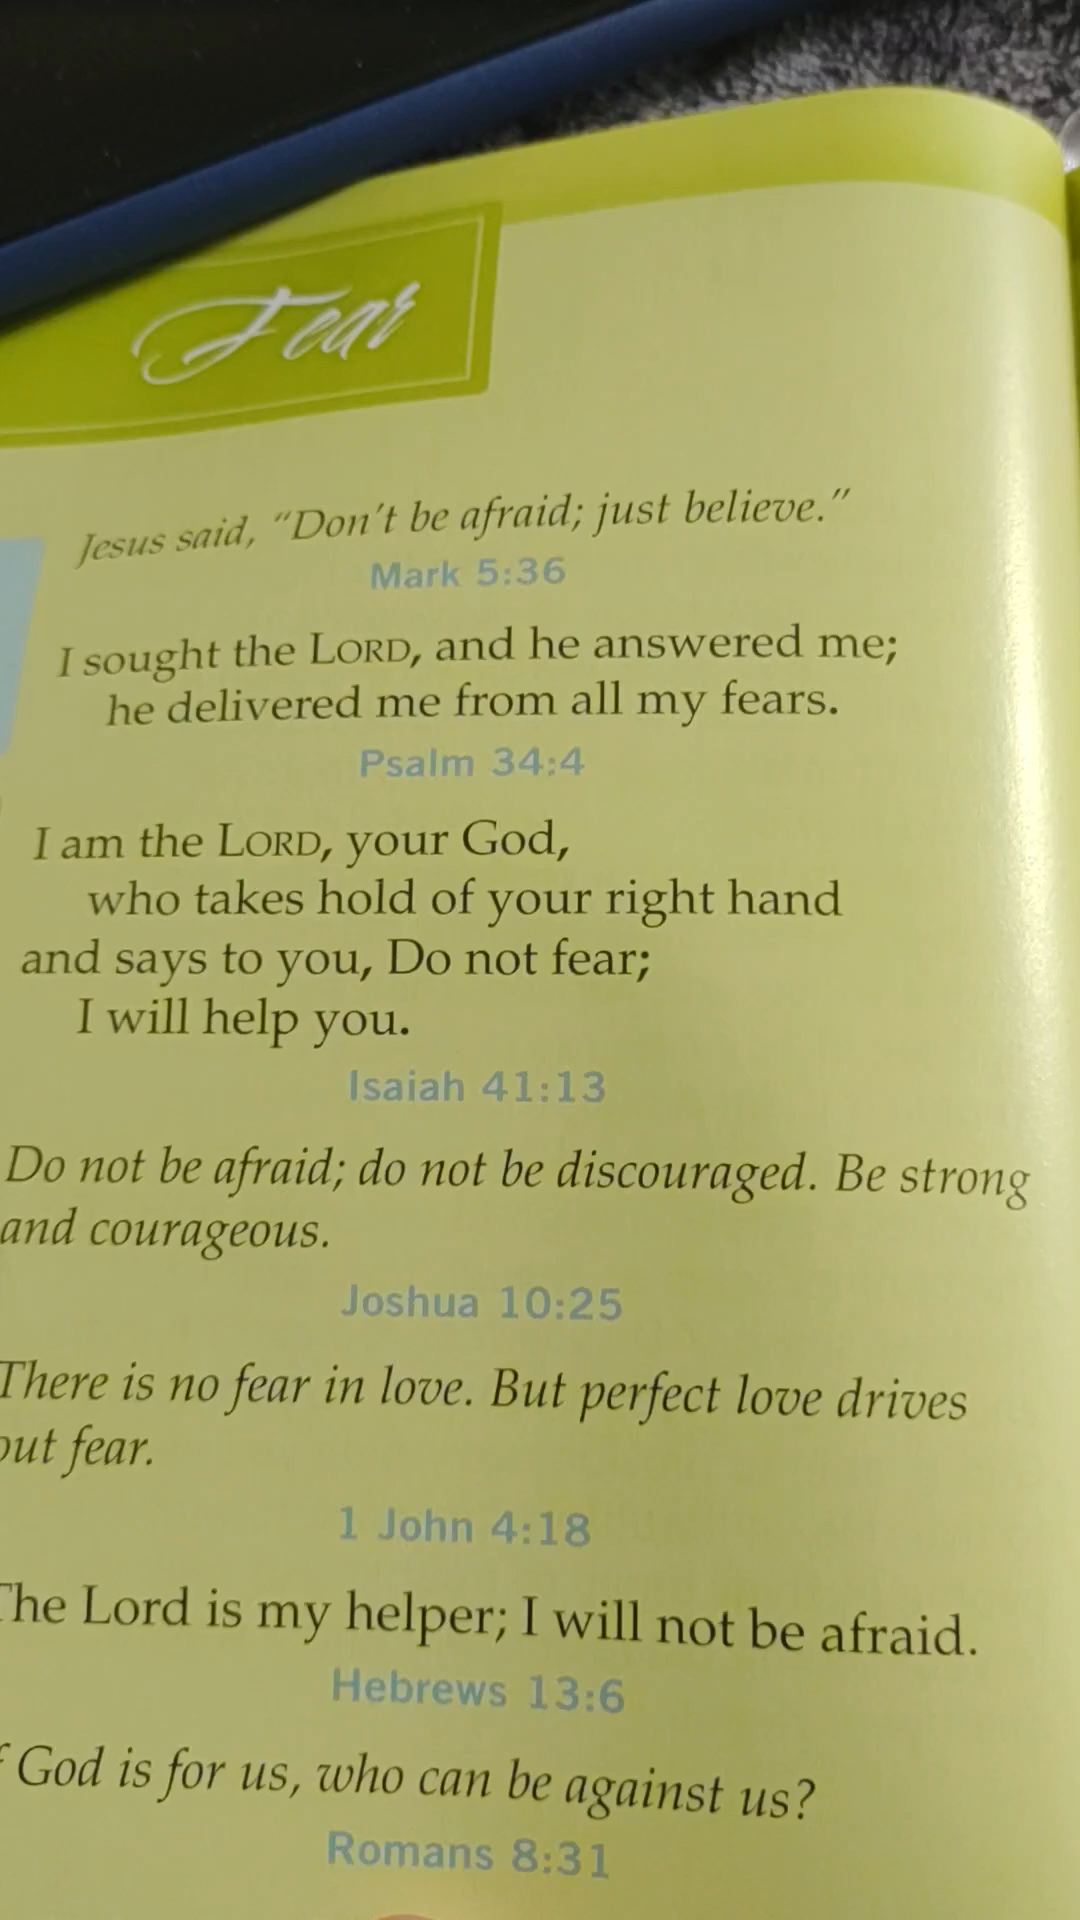 Fear
Jesus said, “Don’t be afraid; just believe.”
Mark 5:36
I sought the LORD, and he answered me;
he delivered me from all my fears.
Psalm 34:4
I am the LORD, your God,
who takes hold of your right hand
and says to you, Do not fear;
I will help you.
Isaiah 41:13
Do not be afraid; do not be discouraged. Be strong
and courageous.
Joshua 10:25
There is no fear in love. But perfect love drives
out fear.
1 John 4:18
The Lord is my helper; I will not be afraid.
Hebrews 13:6
God is for us, who can be against us?
Romans 8:31